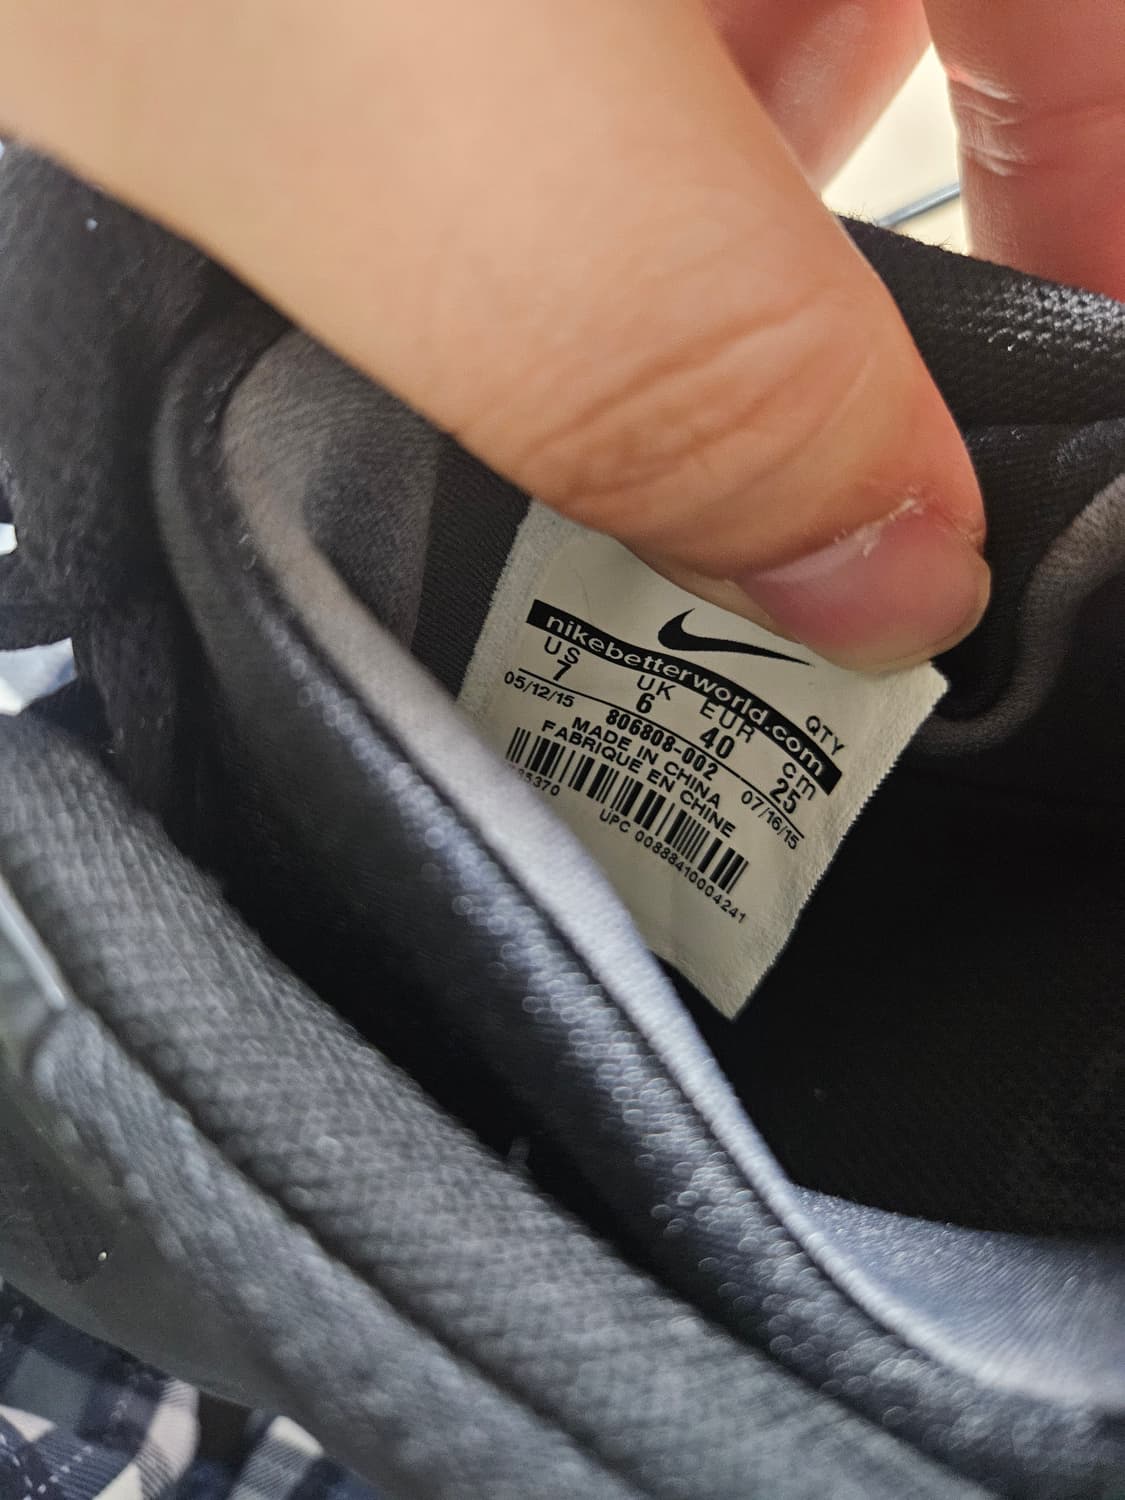 nikebetterworld.com
US UK EUR cm QTY
7 6 40 25
05/12/15 806808-002 07/16/15
MADE IN CHINA
FABRIQUE EN CHINE
UPC 00888410004241